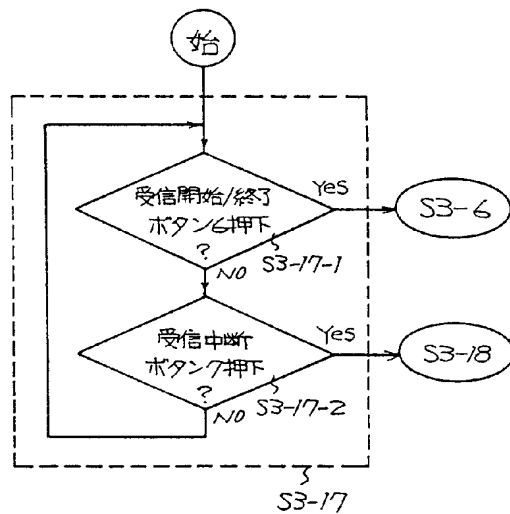 始
受信開始/終了
ボタン6押下
?
Yes
S3-6
NO
S3-17-1
受信中断
ボタン7押下
?
Yes
S3-18
NO
S3-17-2
S3-17